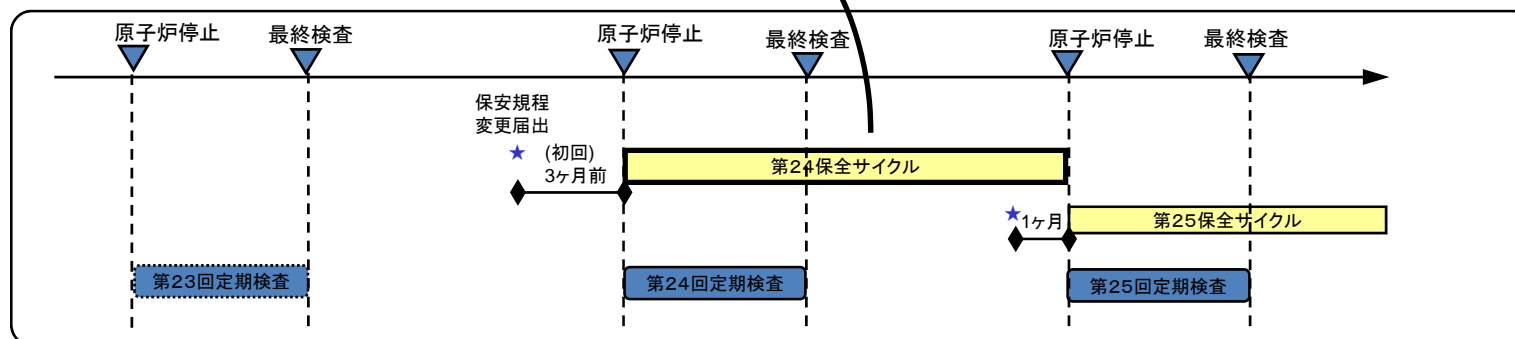 原子炉停止
最終検査
原子炉停止
最終検査
原子炉停止
最終検査
保安規程
変更届出
★ (初回)
3ヶ月前
第24保全サイクル
★
1ヶ月
第25保全サイクル
第23回定期検査
第24回定期検査
第25回定期検査